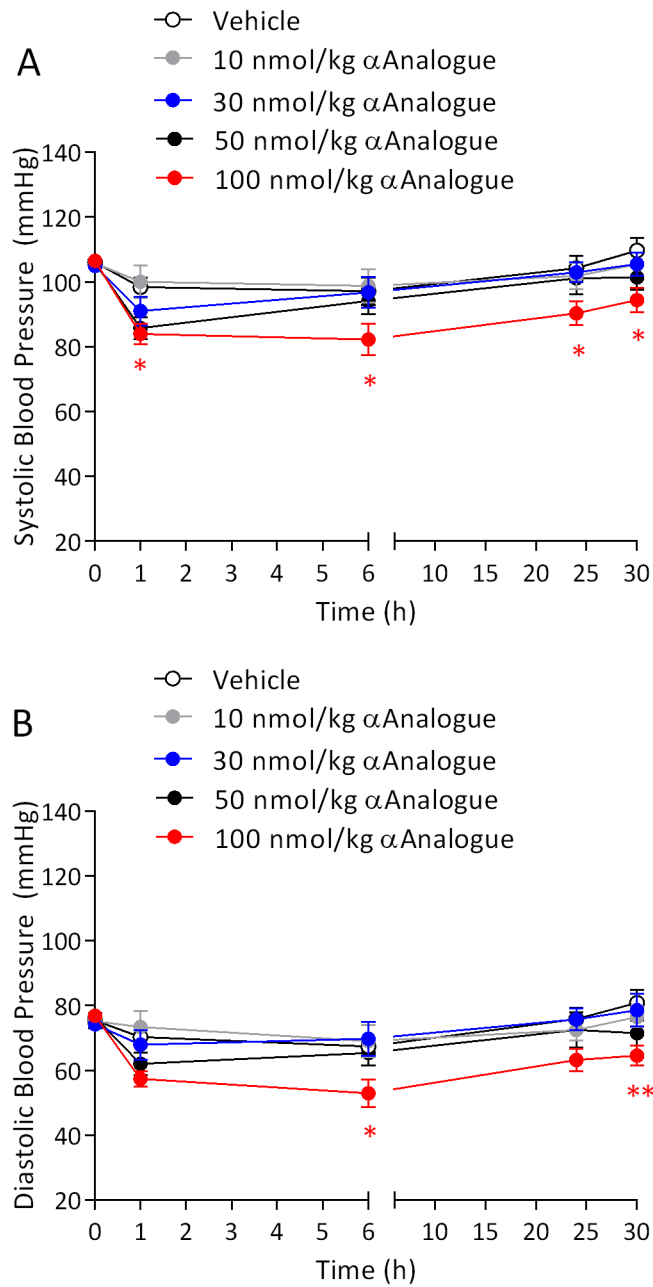 A
Vehicle
10 nmol/kg αAnalogue
30 nmol/kg αAnalogue
50 nmol/kg αAnalogue
100 nmol/kg αAnalogue
Systolic Blood Pressure (mmHg)
140
120
100
80
60
40
20
* * * *
0 1 2 3 4 5 6 10 15 20 25 30
Time (h)
B
Vehicle
10 nmol/kg αAnalogue
30 nmol/kg αAnalogue
50 nmol/kg αAnalogue
100 nmol/kg αAnalogue
Diastolic Blood Pressure (mmHg)
140
120
100
80
60
40
20
* **
0 1 2 3 4 5 6 10 15 20 25 30
Time (h)